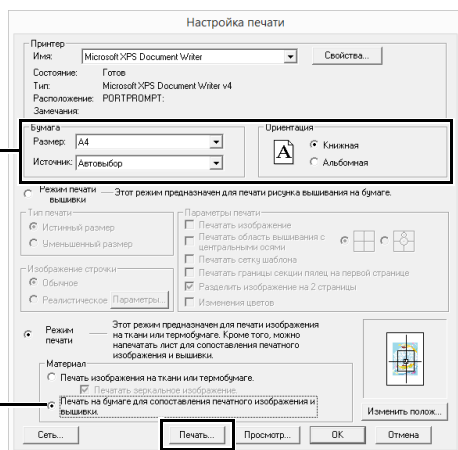 Настройка печати
Принтер
Имя: Microsoft XPS Document Writer Свойства...
Состояние: Готов
Тип: Microsoft XPS Document Writer v4
Расположение: PORTPROMPT:
Замечания:
Бумага
Размер: A4
Источник: Автовыбор
Ориентация
A
Книжная
Альбомная
Режим печати вышивки — Этот режим предназначен для печати рисунка вышивания на бумаге.
Тип печати
Истинный размер
Уменьшенный размер
Изображение строчки
Обычное
Реалистическое Параметры...
Параметры печати
Печатать изображение
Печатать область вышивания с
центральными осями
Печатать сетку шаблона
Печатать границы секции пялец на первой странице
Разделить изображение на 2 страницы
Изменения цветов
Режим
печати
Этот режим предназначен для печати изображения
на ткани или термобумаге. Кроме того, можно
напечатать лист для сопоставления печатного
изображения и вышивки.
Материал
Печать изображения на ткани или термобумаге.
Печатать зеркальное изображение.
Печать на бумаге для сопоставления печатного изображения и
вышивки.
Изменить полож...
Сеть... Печать... Просмотр... OK Отмена